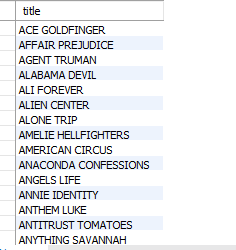 title
ACE GOLDFINGER
AFFAIR PREJUDICE
AGENT TRUMAN
ALABAMA DEVIL
ALI FOREVER
ALIEN CENTER
ALONE TRIP
AMELIE HELLFIGHTERS
AMERICAN CIRCUS
ANACONDA CONFESSIONS
ANGELS LIFE
ANNIE IDENTITY
ANTHEM LUKE
ANTITRUST TOMATOES
ANYTHING SAVANNAH